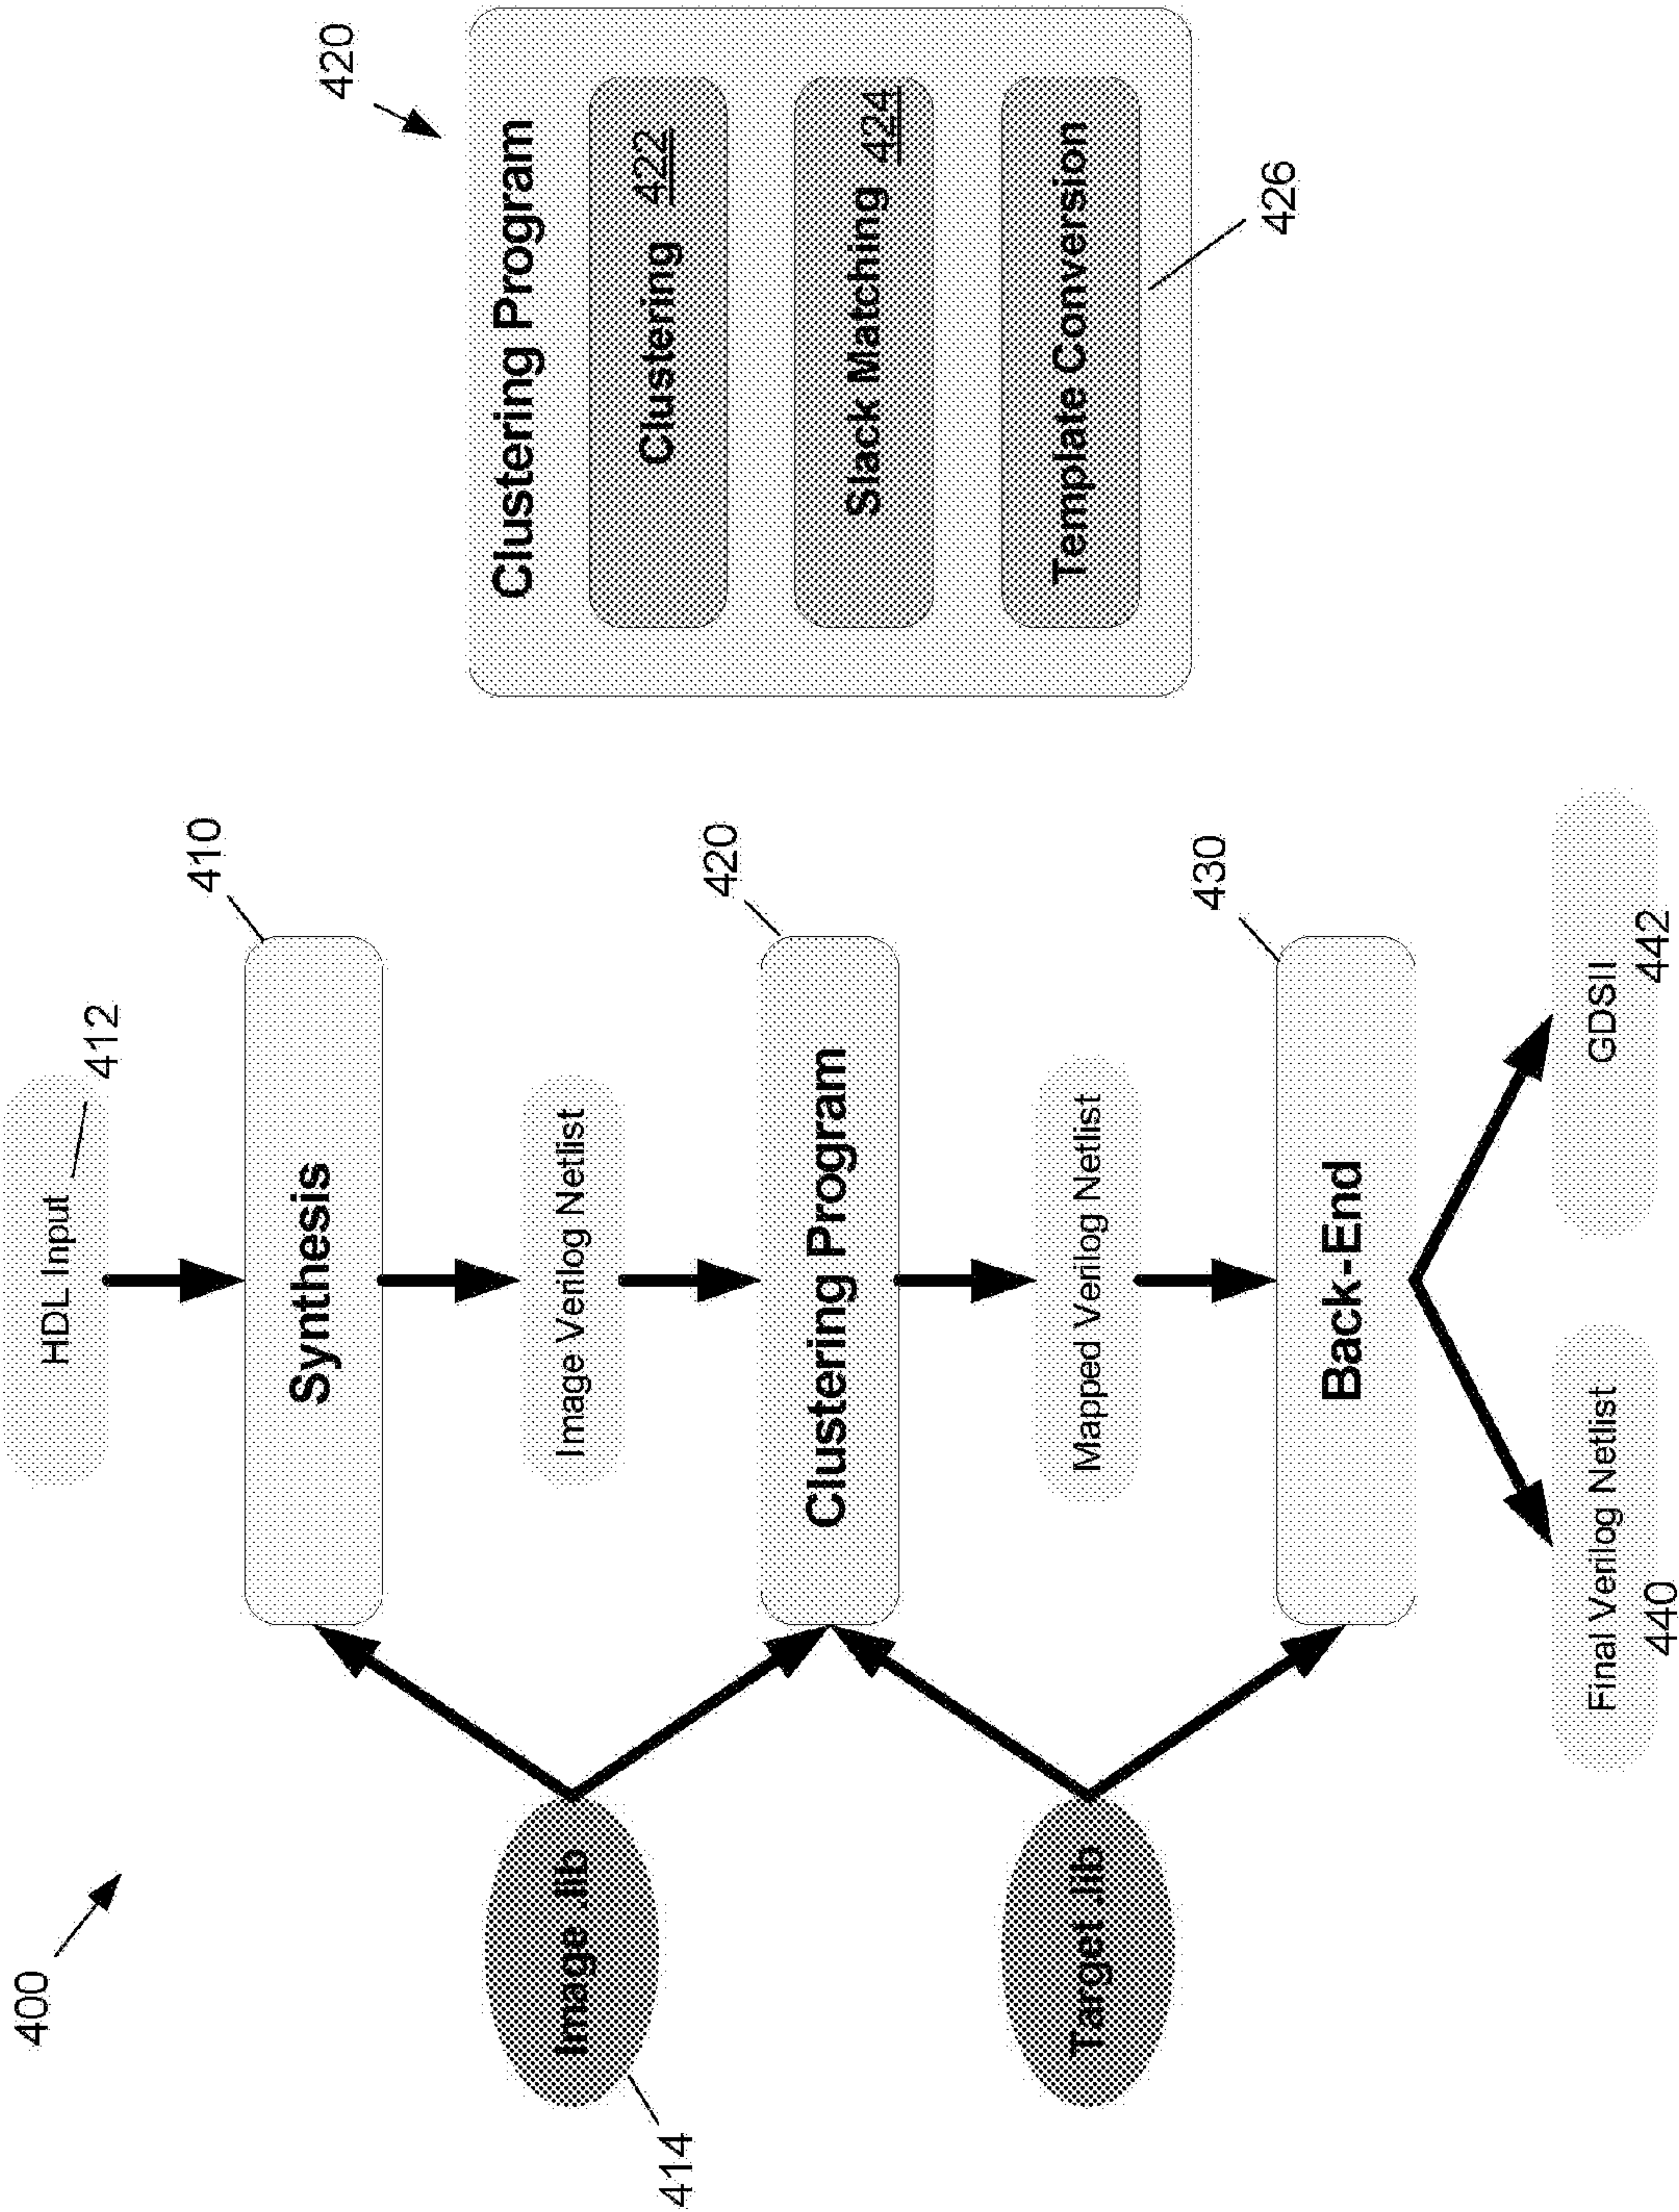 400
HDL Input
412
Synthesis
410
Image .lib
414
Image Verilog Netlist
Clustering Program
420
Target .lib
Mapped Verilog Netlist
Back-End
430
Final Verilog Netlist
440
GDSII
442
420
Clustering Program
Clustering 422
Slack Matching 424
Template Conversion
426